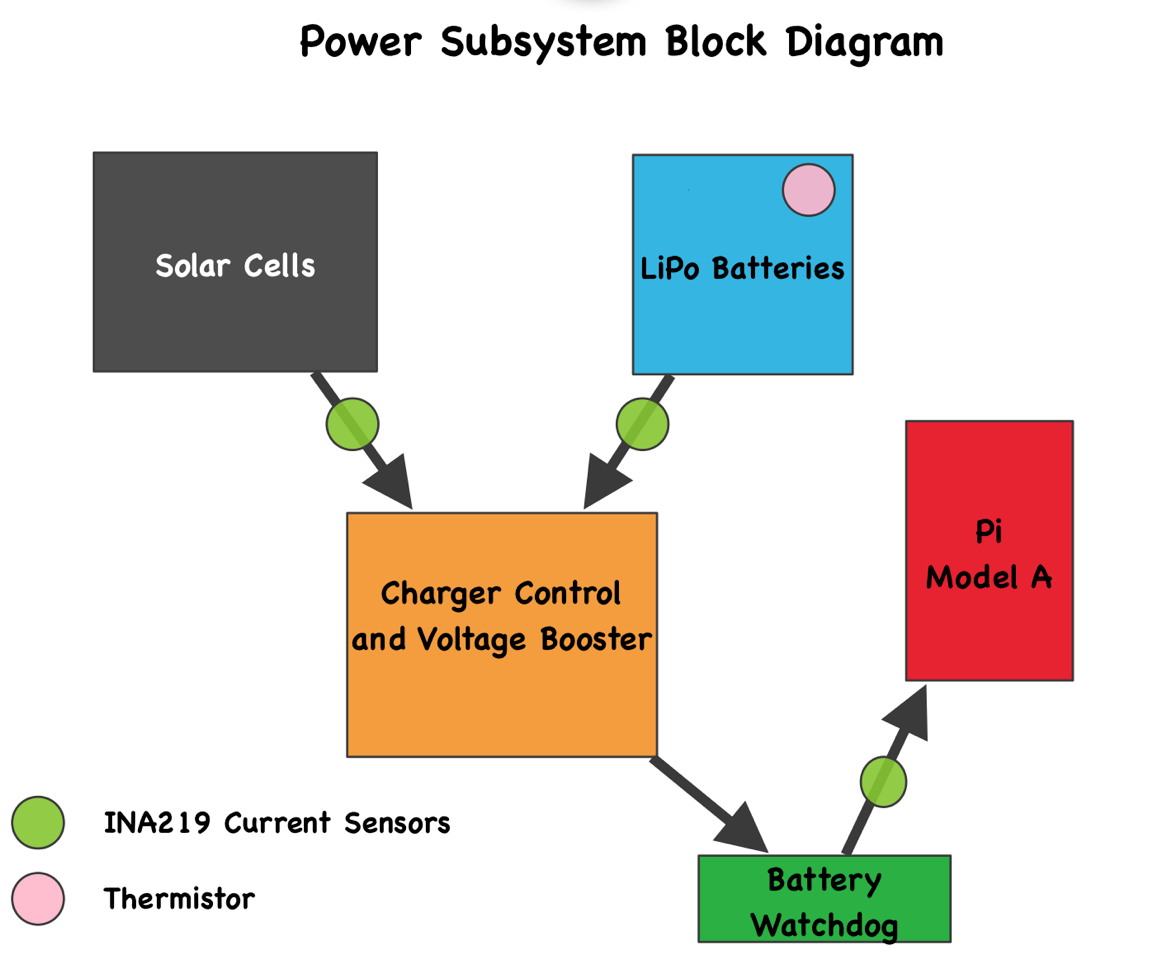 Power Subsystem Block Diagram
Solar Cells
LiPo Batteries
Pi
Model A
Charger Control
and Voltage Booster
INA219 Current Sensors
Thermistor
Battery
Watchdog